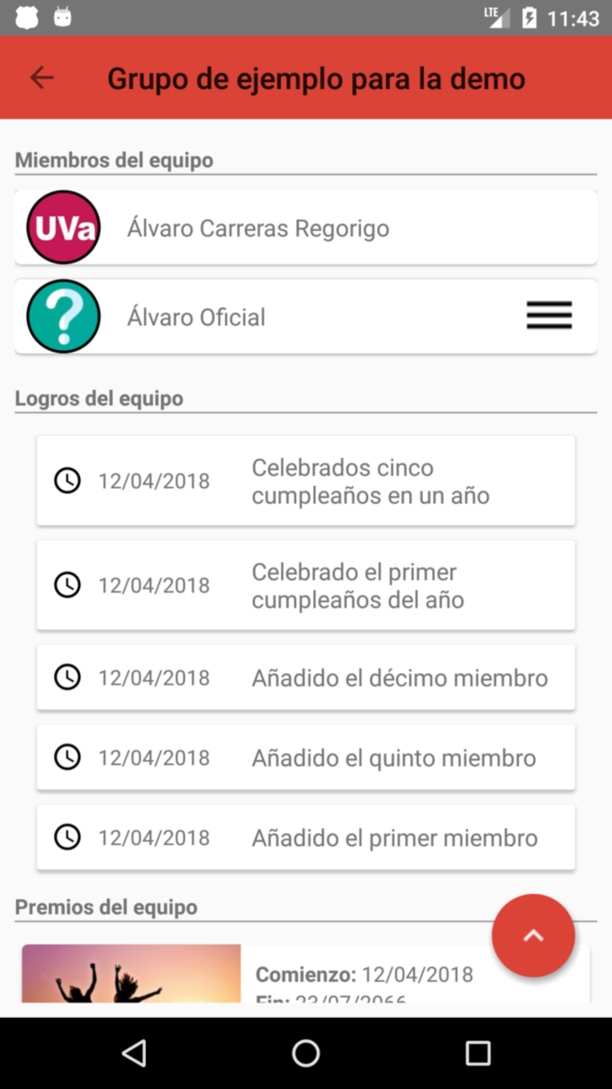 LTE 11:43
Grupo de ejemplo para la demo
Miembros del equipo
UVa Álvaro Carreras Regorigo
? Álvaro Oficial
Logros del equipo
12/04/2018 Celebrados cinco
cumpleaños en un año
12/04/2018 Celebrado el primer
cumpleaños del año
12/04/2018 Añadido el décimo miembro
12/04/2018 Añadido el quinto miembro
12/04/2018 Añadido el primer miembro
Premios del equipo
Comienzo: 12/04/2018
Fin: 23/07/2066